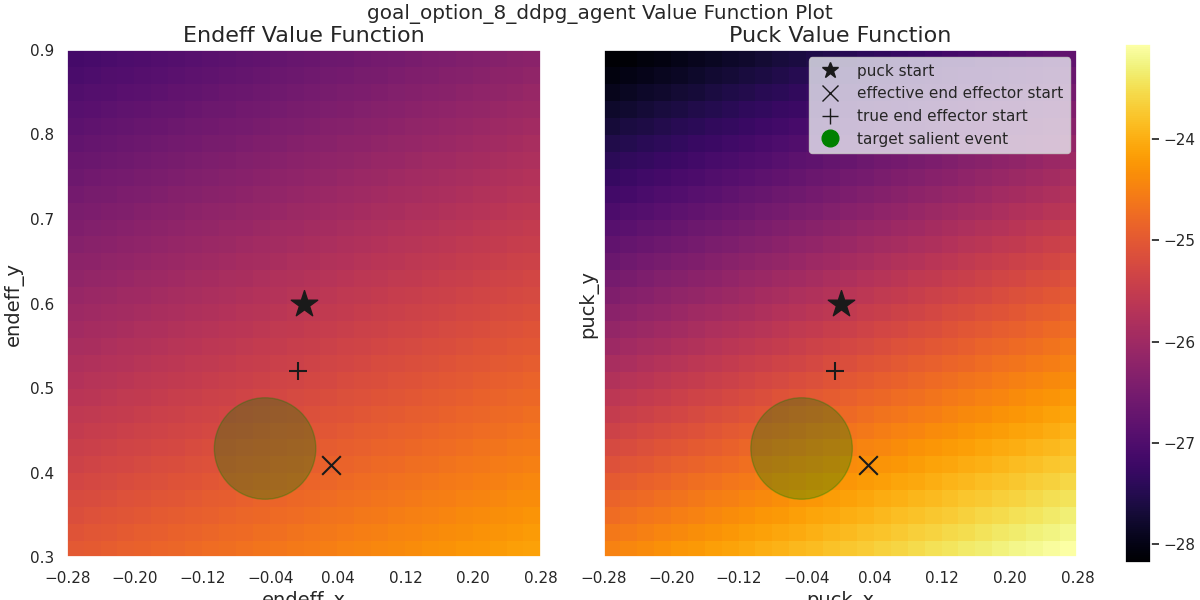 goal_option_8_ddpg_agent Value Function Plot
Endeff Value Function
Puck Value Function
0.9
0.8
0.7
0.6
0.5
0.4
0.3
endeff_y
−0.28 −0.20 −0.12 −0.04 0.04 0.12 0.20 0.28
endeff_x
puck start
effective end effector start
true end effector start
target salient event
puck_y
−0.28 −0.20 −0.12 −0.04 0.04 0.12 0.20 0.28
puck_x
−24
−25
−26
−27
−28